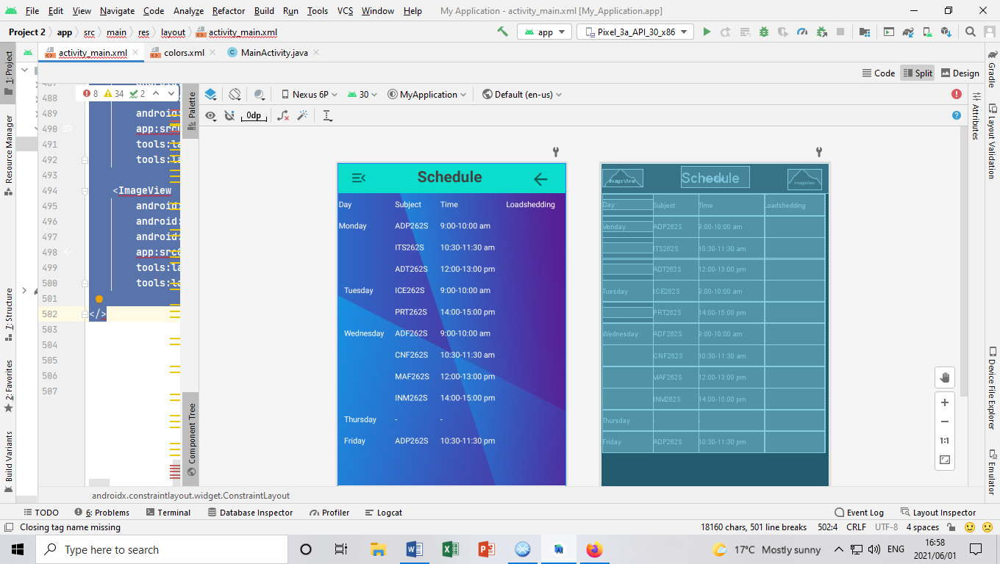 File Edit View Navigate Code Analyze Refactor Build Run Tools VCS Window Help My Application - activity_main.xml [My_Application.app]
Project 2 app src main res layout activity_main.xml app Pixel_3a_API_30_x86
activity_main.xml colors.xml MainActivity.java
Code Split Design
1: Project
Resource Manager
7: Structure
2: Favorites
Build Variants
8 34 2
488
489 android:
490 app:src
491 tools:la
492 tools:la
493
494 <ImageView
495 android:
496 android:
497 android:
498 app:src
499 tools:la
500 tools:la
501
502 </>
503
504
505
506
507
Palette
Component Tree
Nexus 6P 30 MyApplication Default (en-us)
0dp
Schedule
Day Subject Time Loadshedding
Monday ADP262S 9:00-10:00 am
ITS262S 10:30-11:30 am
ADT262S 12:00-13:00 pm
Tuesday ICE262S 9:00-10:00 am
PRT262S 14:00-15:00 pm
Wednesday ADF262S 9:00-10:00 am
CNF262S 10:30-11:30 am
MAF262S 12:00-13:00 pm
INM262S 14:00-15:00 pm
Thursday - -
Friday ADP262S 10:30-11:30 pm
ImageView Schedule ImageView
Day Subject Time Loadshedding
Monday ADP262S 9:00-10:00 am
ITS262S 10:30-11:30 am
ADT262S 12:00-13:00 pm
Tuesday ICE262S 9:00-10:00 am
PRT262S 14:00-15:00 pm
Wednesday ADF262S 9:00-10:00 am
CNF262S 10:30-11:30 am
MAF262S 12:00-13:00 pm
INM262S 14:00-15:00 pm
Thursday - -
Friday ADP262S 10:30-11:30 pm
1:1
Attributes
Gradle
Layout Validation
Device File Explorer
Emulator
androidx.constraintlayout.widget.ConstraintLayout
TODO 6: Problems Terminal Database Inspector Profiler Logcat Event Log Layout Inspector
Closing tag name missing 18160 chars, 501 line breaks 502:4 CRLF UTF-8 4 spaces
Type here to search 17°C Mostly sunny ENG 16:58
2021/06/01